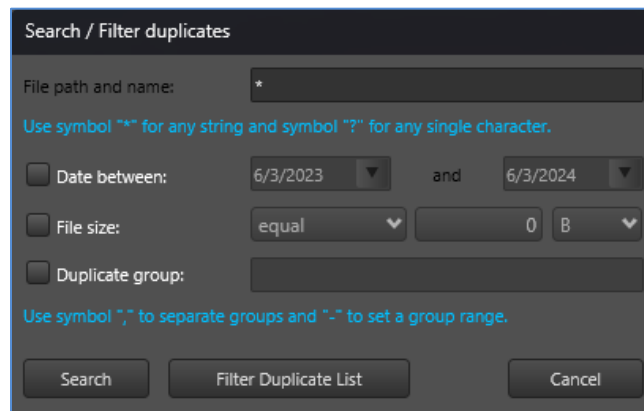 Search / Filter duplicates
File path and name: *
Use symbol "*" for any string and symbol "?" for any single character.
Date between: 6/3/2023 and 6/3/2024
File size: equal 0 B
Duplicate group:
Use symbol "," to separate groups and "-" to set a group range.
Search Filter Duplicate List Cancel